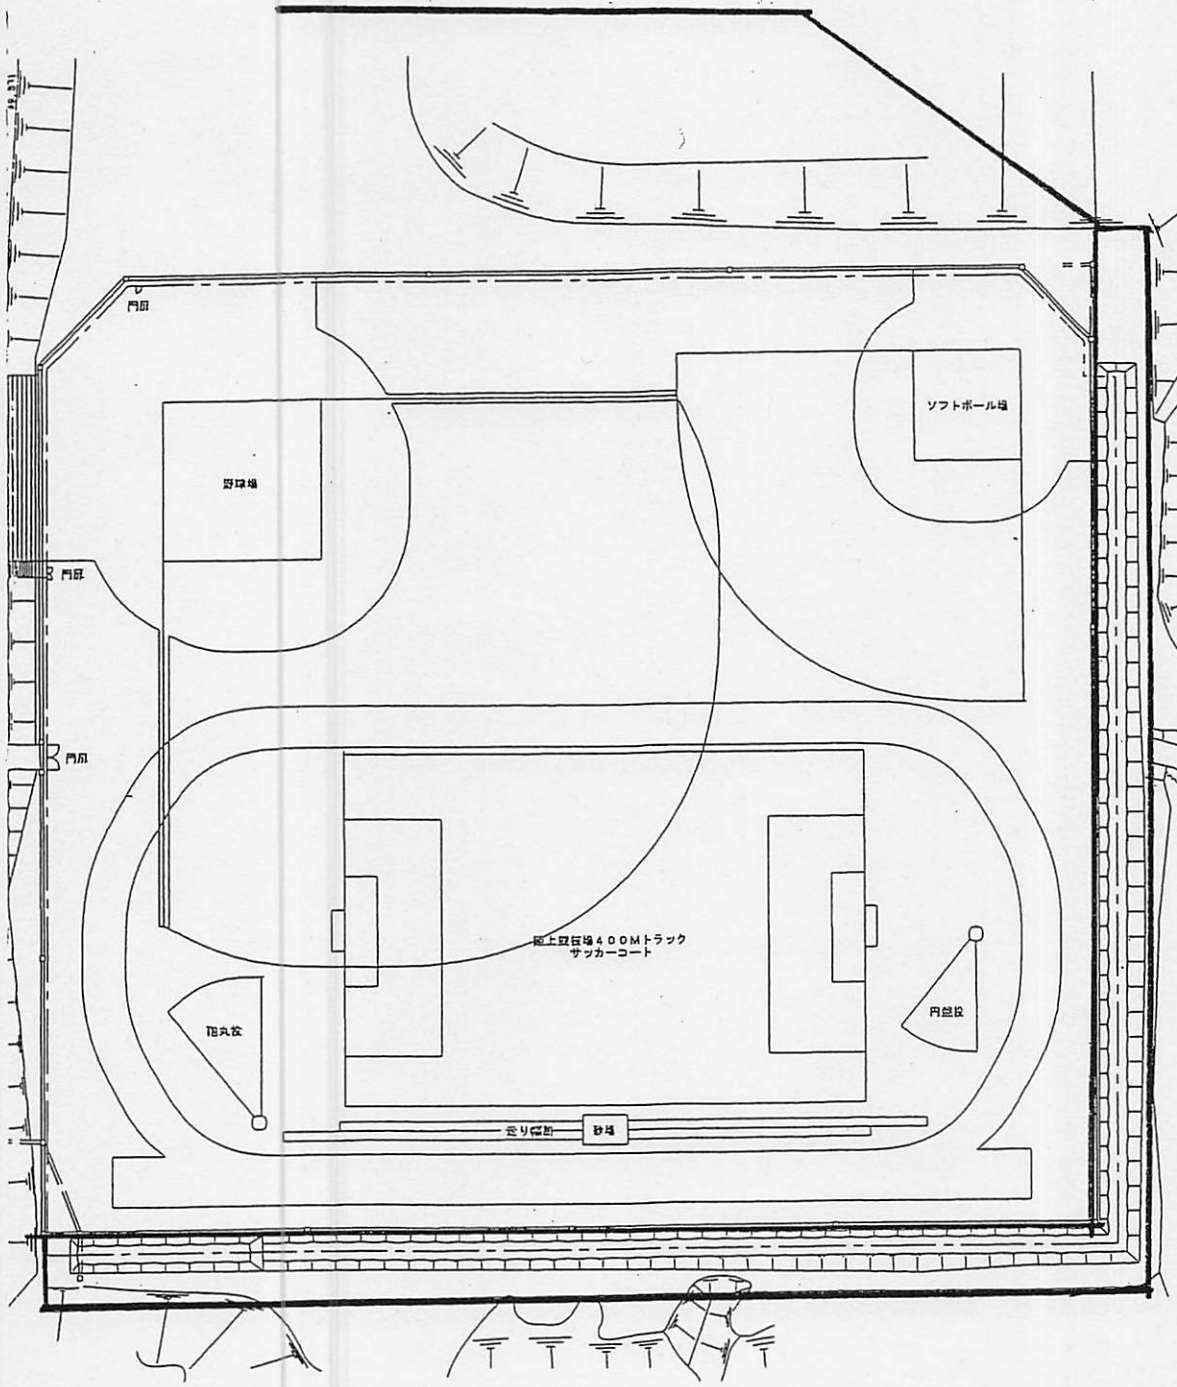 門扉
ソフトボール場
野球場
門扉
門扉
陸上競技場400Mトラック
サッカーコート
砲丸投
円盤投
走り幅跳
砂場